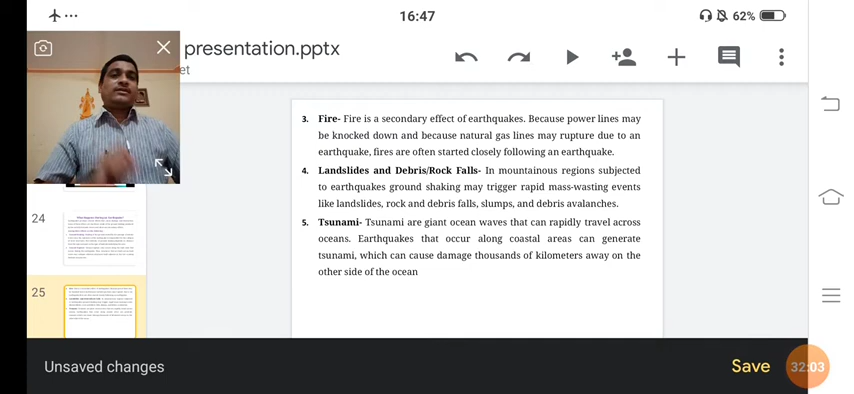 16:47
62%
presentation.pptx
et
3. Fire- Fire is a secondary effect of earthquakes. Because power lines may
be knocked down and because natural gas lines may rupture due to an
earthquake, fires are often started closely following an earthquake.
4. Landslides and Debris/Rock Falls- In mountainous regions subjected
to earthquakes ground shaking may trigger rapid mass-wasting events
like landslides, rock and debris falls, slumps, and debris avalanches.
5. Tsunami- Tsunami are giant ocean waves that can rapidly travel across
oceans. Earthquakes that occur along coastal areas can generate
tsunami, which can cause damage thousands of kilometers away on the
other side of the ocean
24
25
Unsaved changes
Save
32:03